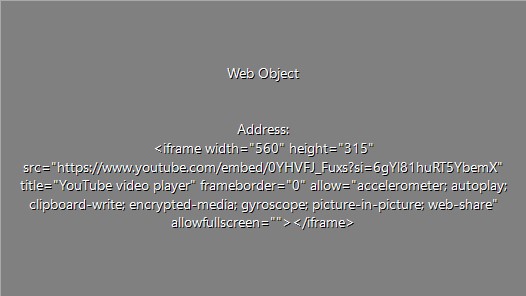 Web Object
Address:
<iframe width="560" height="315"
src="https://www.youtube.com/embed/0YHVFJ_Fuxs?si=6gYl81huRT5YbemX"
title="YouTube video player" frameborder="0" allow="accelerometer; autoplay;
clipboard-write; encrypted-media; gyroscope; picture-in-picture; web-share"
allowfullscreen=""></iframe>